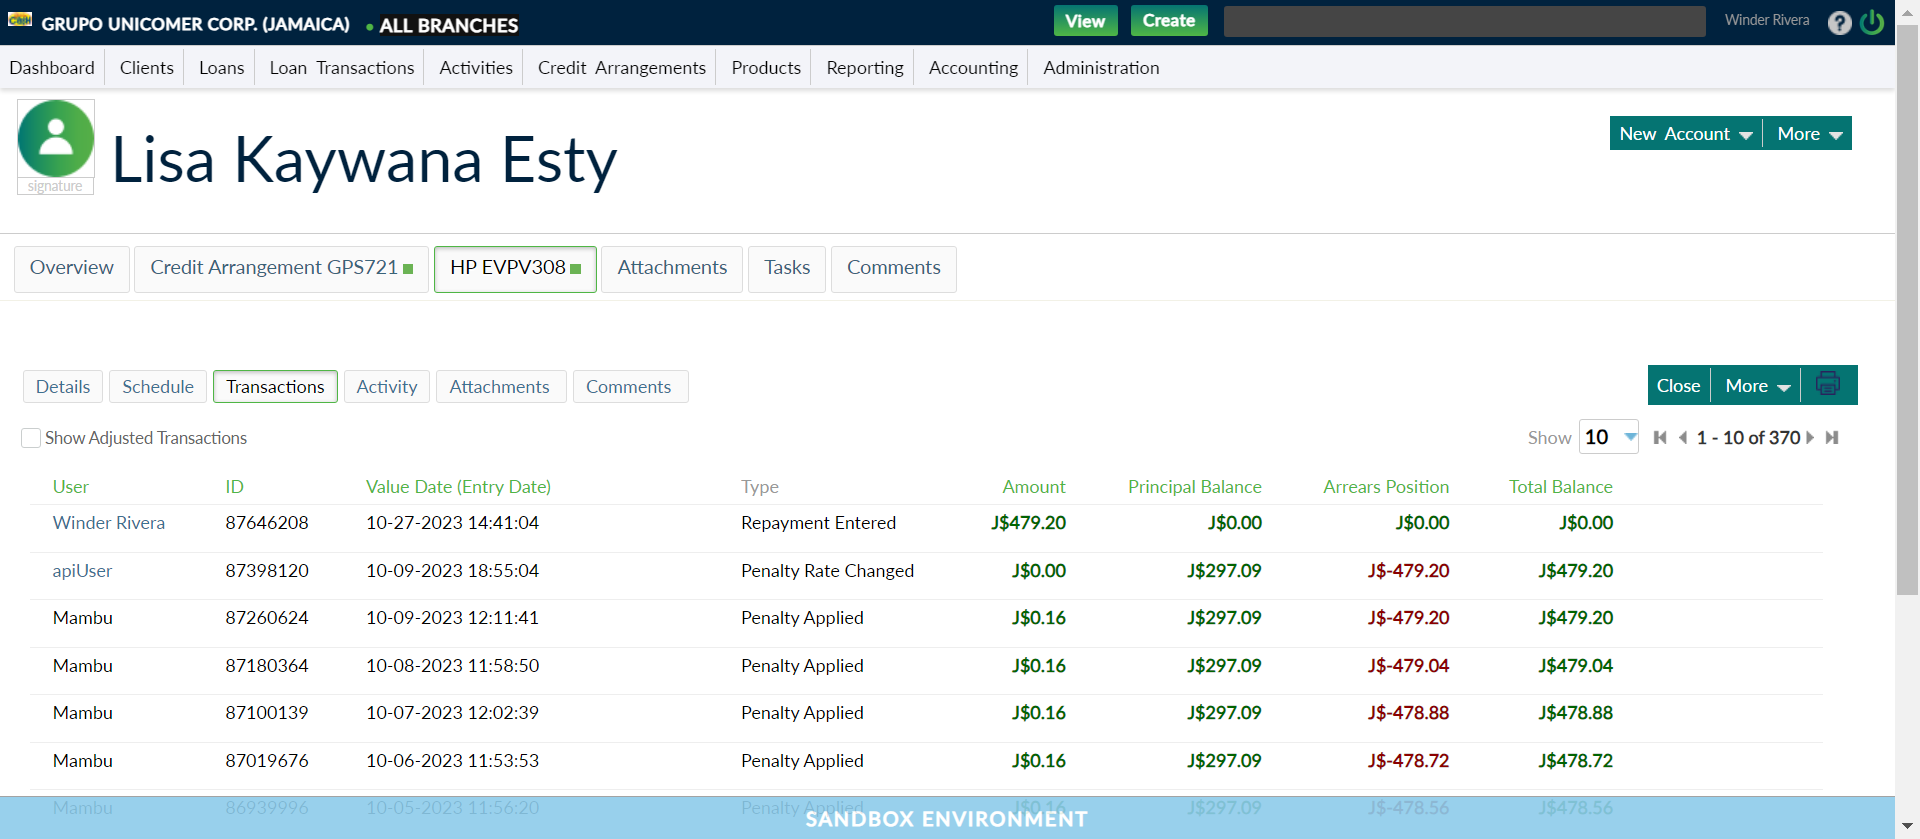 Cash
GRUPO UNICOMER CORP. (JAMAICA) • ALL BRANCHES View Create Winder Rivera ?
Dashboard Clients Loans Loan Transactions Activities Credit Arrangements Products Reporting Accounting Administration
signature
Lisa Kaywana Esty
New Account More
Overview Credit Arrangement GPS721 HP EVPV308 Attachments Tasks Comments
Details Schedule Transactions Activity Attachments Comments Close More
Show Adjusted Transactions Show 10 1 - 10 of 370
User ID Value Date (Entry Date) Type Amount Principal Balance Arrears Position Total Balance
Winder Rivera 87646208 10-27-2023 14:41:04 Repayment Entered J$479.20 J$0.00 J$0.00 J$0.00
apiUser 87398120 10-09-2023 18:55:04 Penalty Rate Changed J$0.00 J$297.09 J$-479.20 J$479.20
Mambu 87260624 10-09-2023 12:11:41 Penalty Applied J$0.16 J$297.09 J$-479.20 J$479.20
Mambu 87180364 10-08-2023 11:58:50 Penalty Applied J$0.16 J$297.09 J$-479.04 J$479.04
Mambu 87100139 10-07-2023 12:02:39 Penalty Applied J$0.16 J$297.09 J$-478.88 J$478.88
Mambu 87019676 10-06-2023 11:53:53 Penalty Applied J$0.16 J$297.09 J$-478.72 J$478.72
Mambu 86939996 10-05-2023 11:56:20 Penalty Applied J$0.16 J$297.09 J$-478.56 J$478.56
SANDBOX ENVIRONMENT